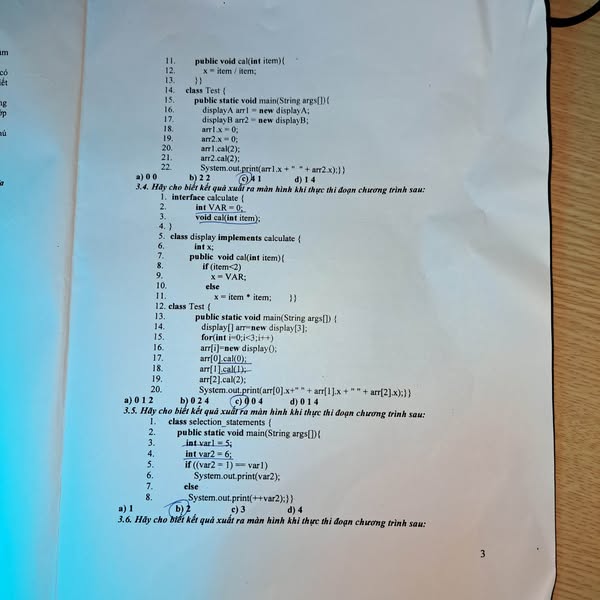 ảm
có
iết
ng
ớp
hú
ia
11. public void cal(int item){
12. x = item / item;
13. }}
14. class Test {
15. public static void main(String args[]){
16. displayA arr1 = new displayA;
17. displayB arr2 = new displayB;
18. arr1.x = 0;
19. arr2.x = 0;
20. arr1.cal(2);
21. arr2.cal(2);
22. System.out.print(arr1.x + " " + arr2.x);}}
a) 0 0 b) 2 2 c) 4 1 d) 1 4
3.4. Hãy cho biết kết quả xuất ra màn hình khi thực thi đoạn chương trình sau:
1. interface calculate {
2. int VAR = 0;
3. void cal(int item);
4. }
5. class display implements calculate {
6. int x;
7. public void cal(int item){
8. if (item<2)
9. x = VAR;
10. else
11. x = item * item; }}
12. class Test {
13. public static void main(String args[]) {
14. display[] arr=new display[3];
15. for(int i=0;i<3;i++)
16. arr[i]=new display();
17. arr[0].cal(0);
18. arr[1].cal(1);
19. arr[2].cal(2);
20. System.out.print(arr[0].x+" " + arr[1].x + " " + arr[2].x);}}
a) 0 1 2 b) 0 2 4 c) 0 0 4 d) 0 1 4
3.5. Hãy cho biết kết quả xuất ra màn hình khi thực thi đoạn chương trình sau:
1. class selection_statements {
2. public static void main(String args[]){
3. int var1 = 5;
4. int var2 = 6;
5. if ((var2 = 1) == var1)
6. System.out.print(var2);
7. else
8. System.out.print(++var2);}}
a) 1 b) 2 c) 3 d) 4
3.6. Hãy cho biết kết quả xuất ra màn hình khi thực thi đoạn chương trình sau:
3